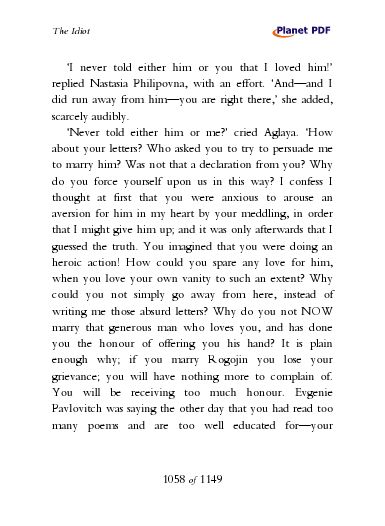 The Idiot
Planet PDF
‘I never told either him or you that I loved him!’
replied Nastasia Philipovna, with an effort. ‘And—and I
did run away from him—you are right there,’ she added,
scarcely audibly.
‘Never told either him or me?’ cried Aglaya. ‘How
about your letters? Who asked you to try to persuade me
to marry him? Was not that a declaration from you? Why
do you force yourself upon us in this way? I confess I
thought at first that you were anxious to arouse an
aversion for him in my heart by your meddling, in order
that I might give him up; and it was only afterwards that I
guessed the truth. You imagined that you were doing an
heroic action! How could you spare any love for him,
when you love your own vanity to such an extent? Why
could you not simply go away from here, instead of
writing me those absurd letters? Why do you not NOW
marry that generous man who loves you, and has done
you the honour of offering you his hand? It is plain
enough why; if you marry Rogojin you lose your
grievance; you will have nothing more to complain of.
You will be receiving too much honour. Evgenie
Pavlovitch was saying the other day that you had read too
many poems and are too well educated for—your
1058 of 1149